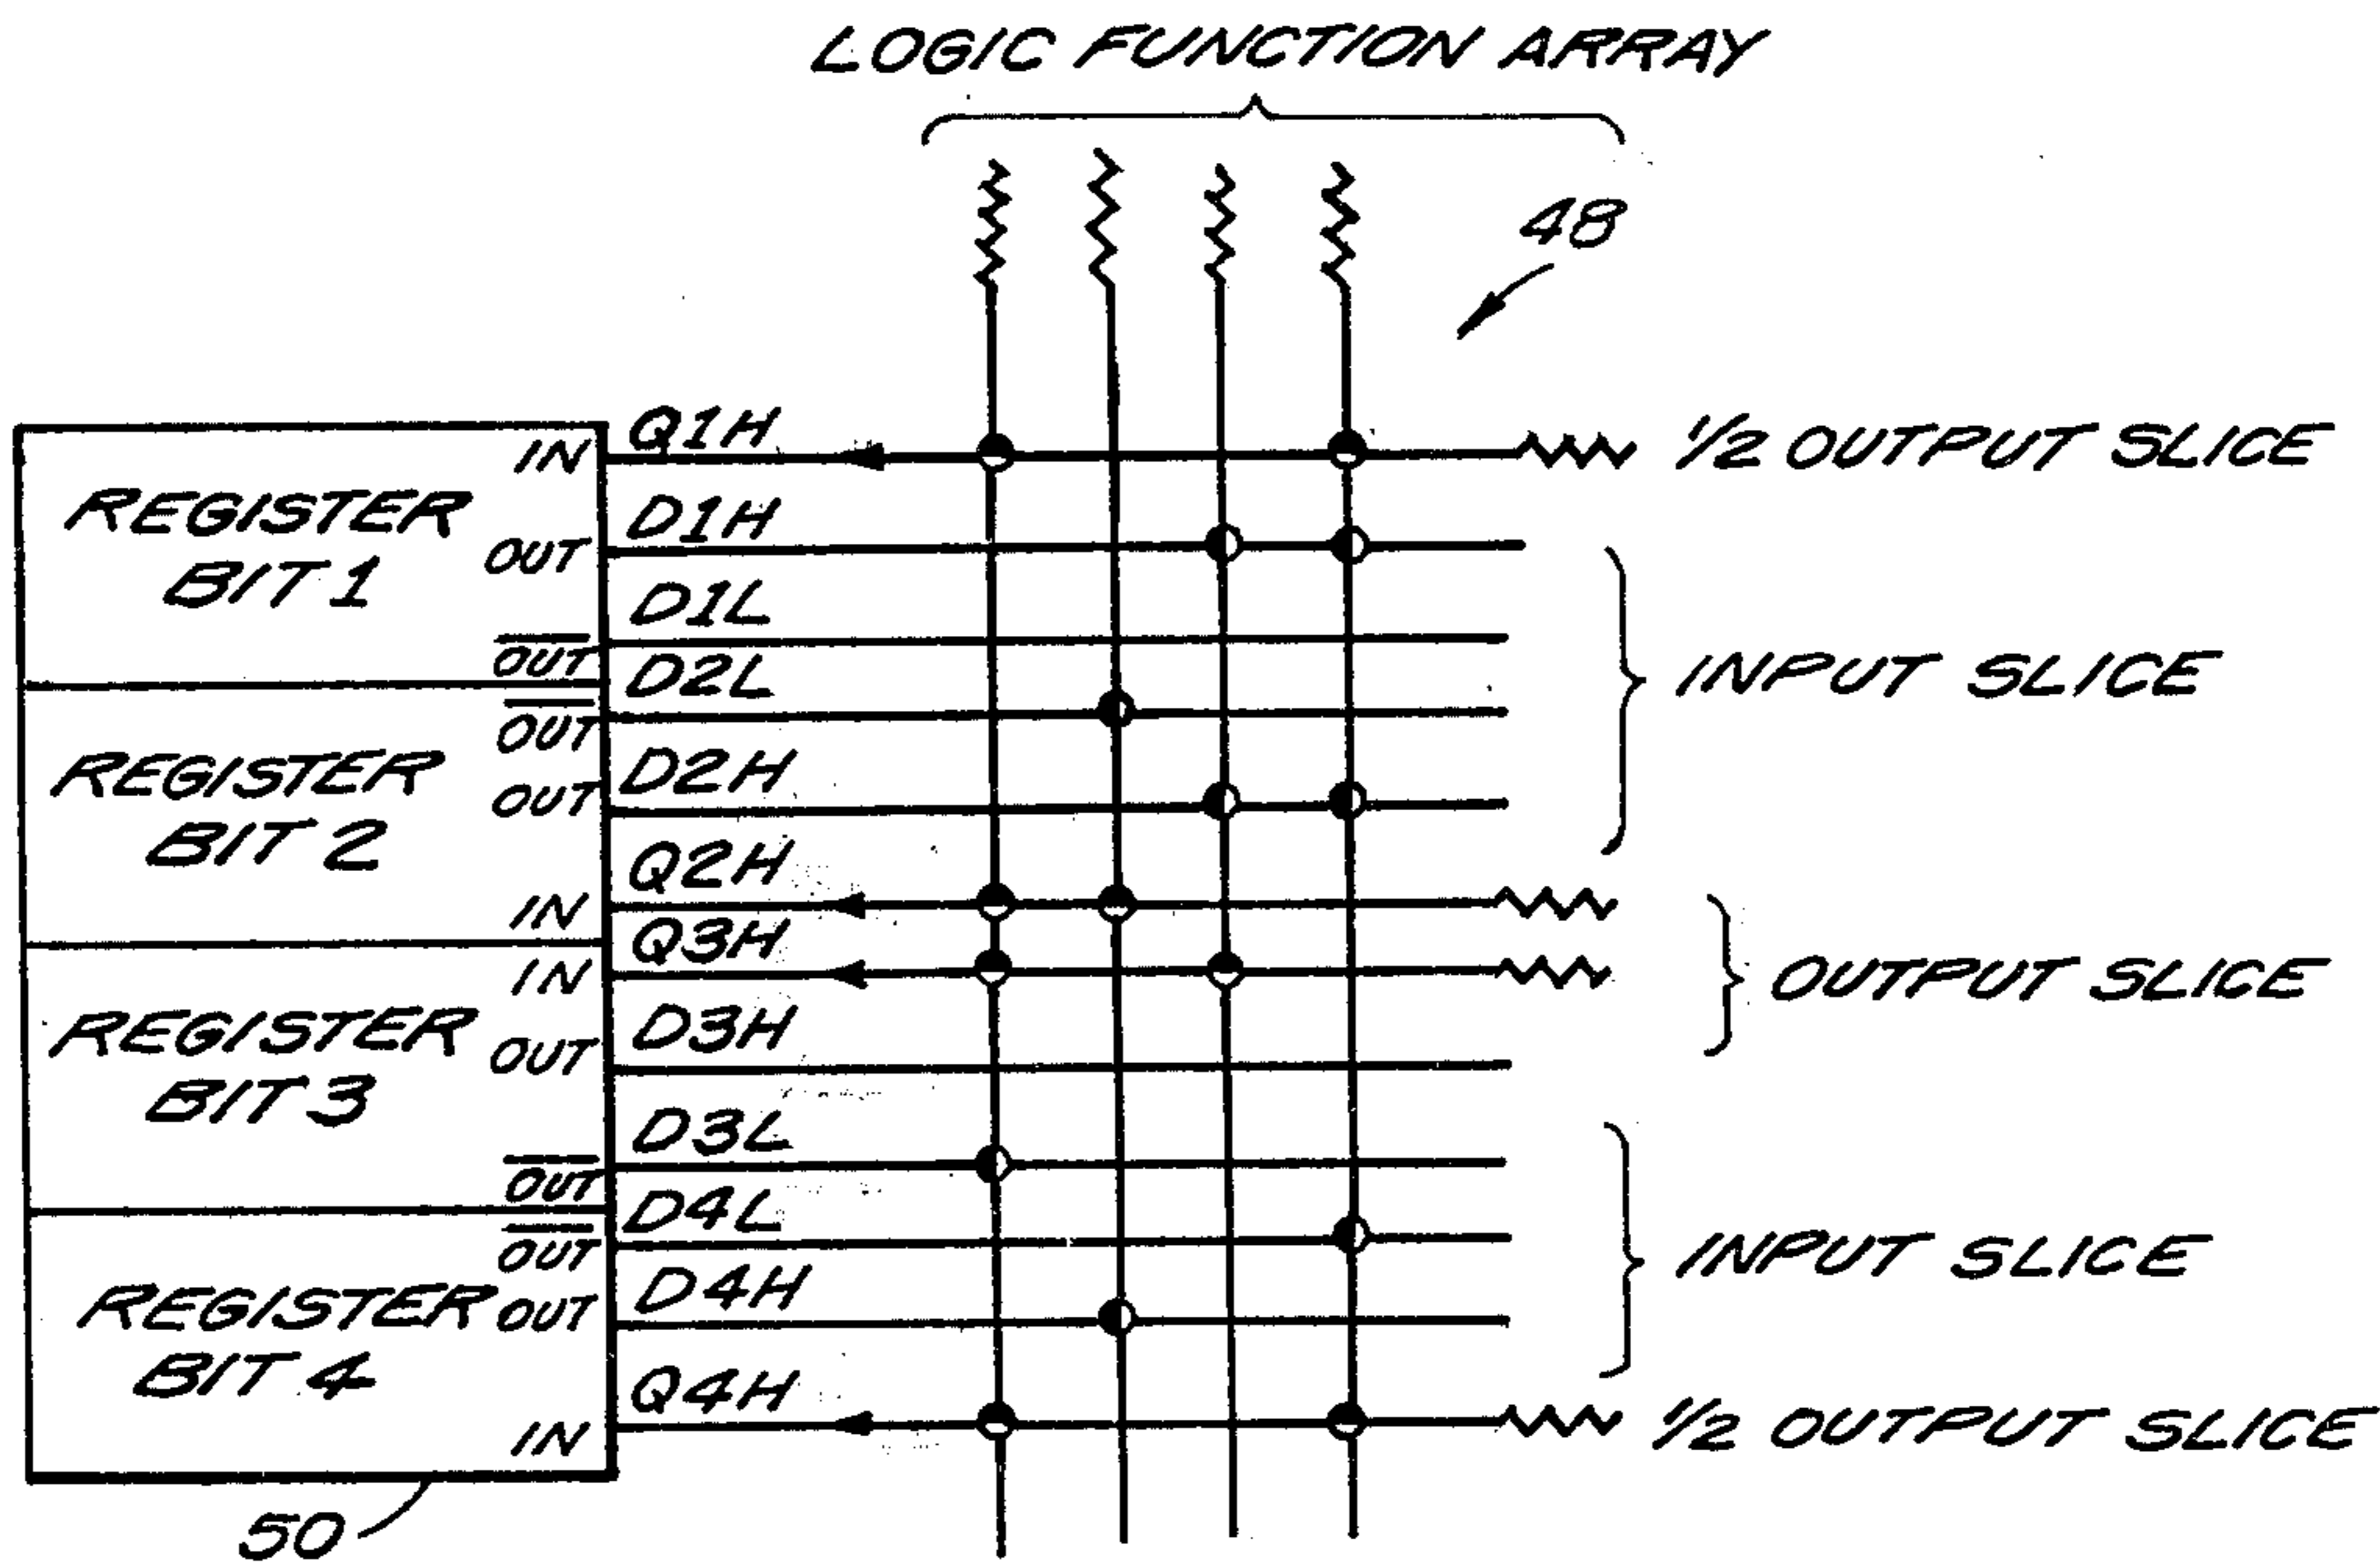 LOGIC FUNCTION ARRAY
48
Q1H
IN
1/2 OUTPUT SLICE
REGISTER
BIT 1
D1H
OUT
D1L
OUT
INPUT SLICE
D2L
OUT
REGISTER
BIT 2
D2H
OUT
Q2H
IN
Q3H
IN
OUTPUT SLICE
REGISTER
BIT 3
D3H
OUT
D3L
OUT
D4L
OUT
INPUT SLICE
REGISTER
BIT 4
D4H
OUT
Q4H
IN
1/2 OUTPUT SLICE
50